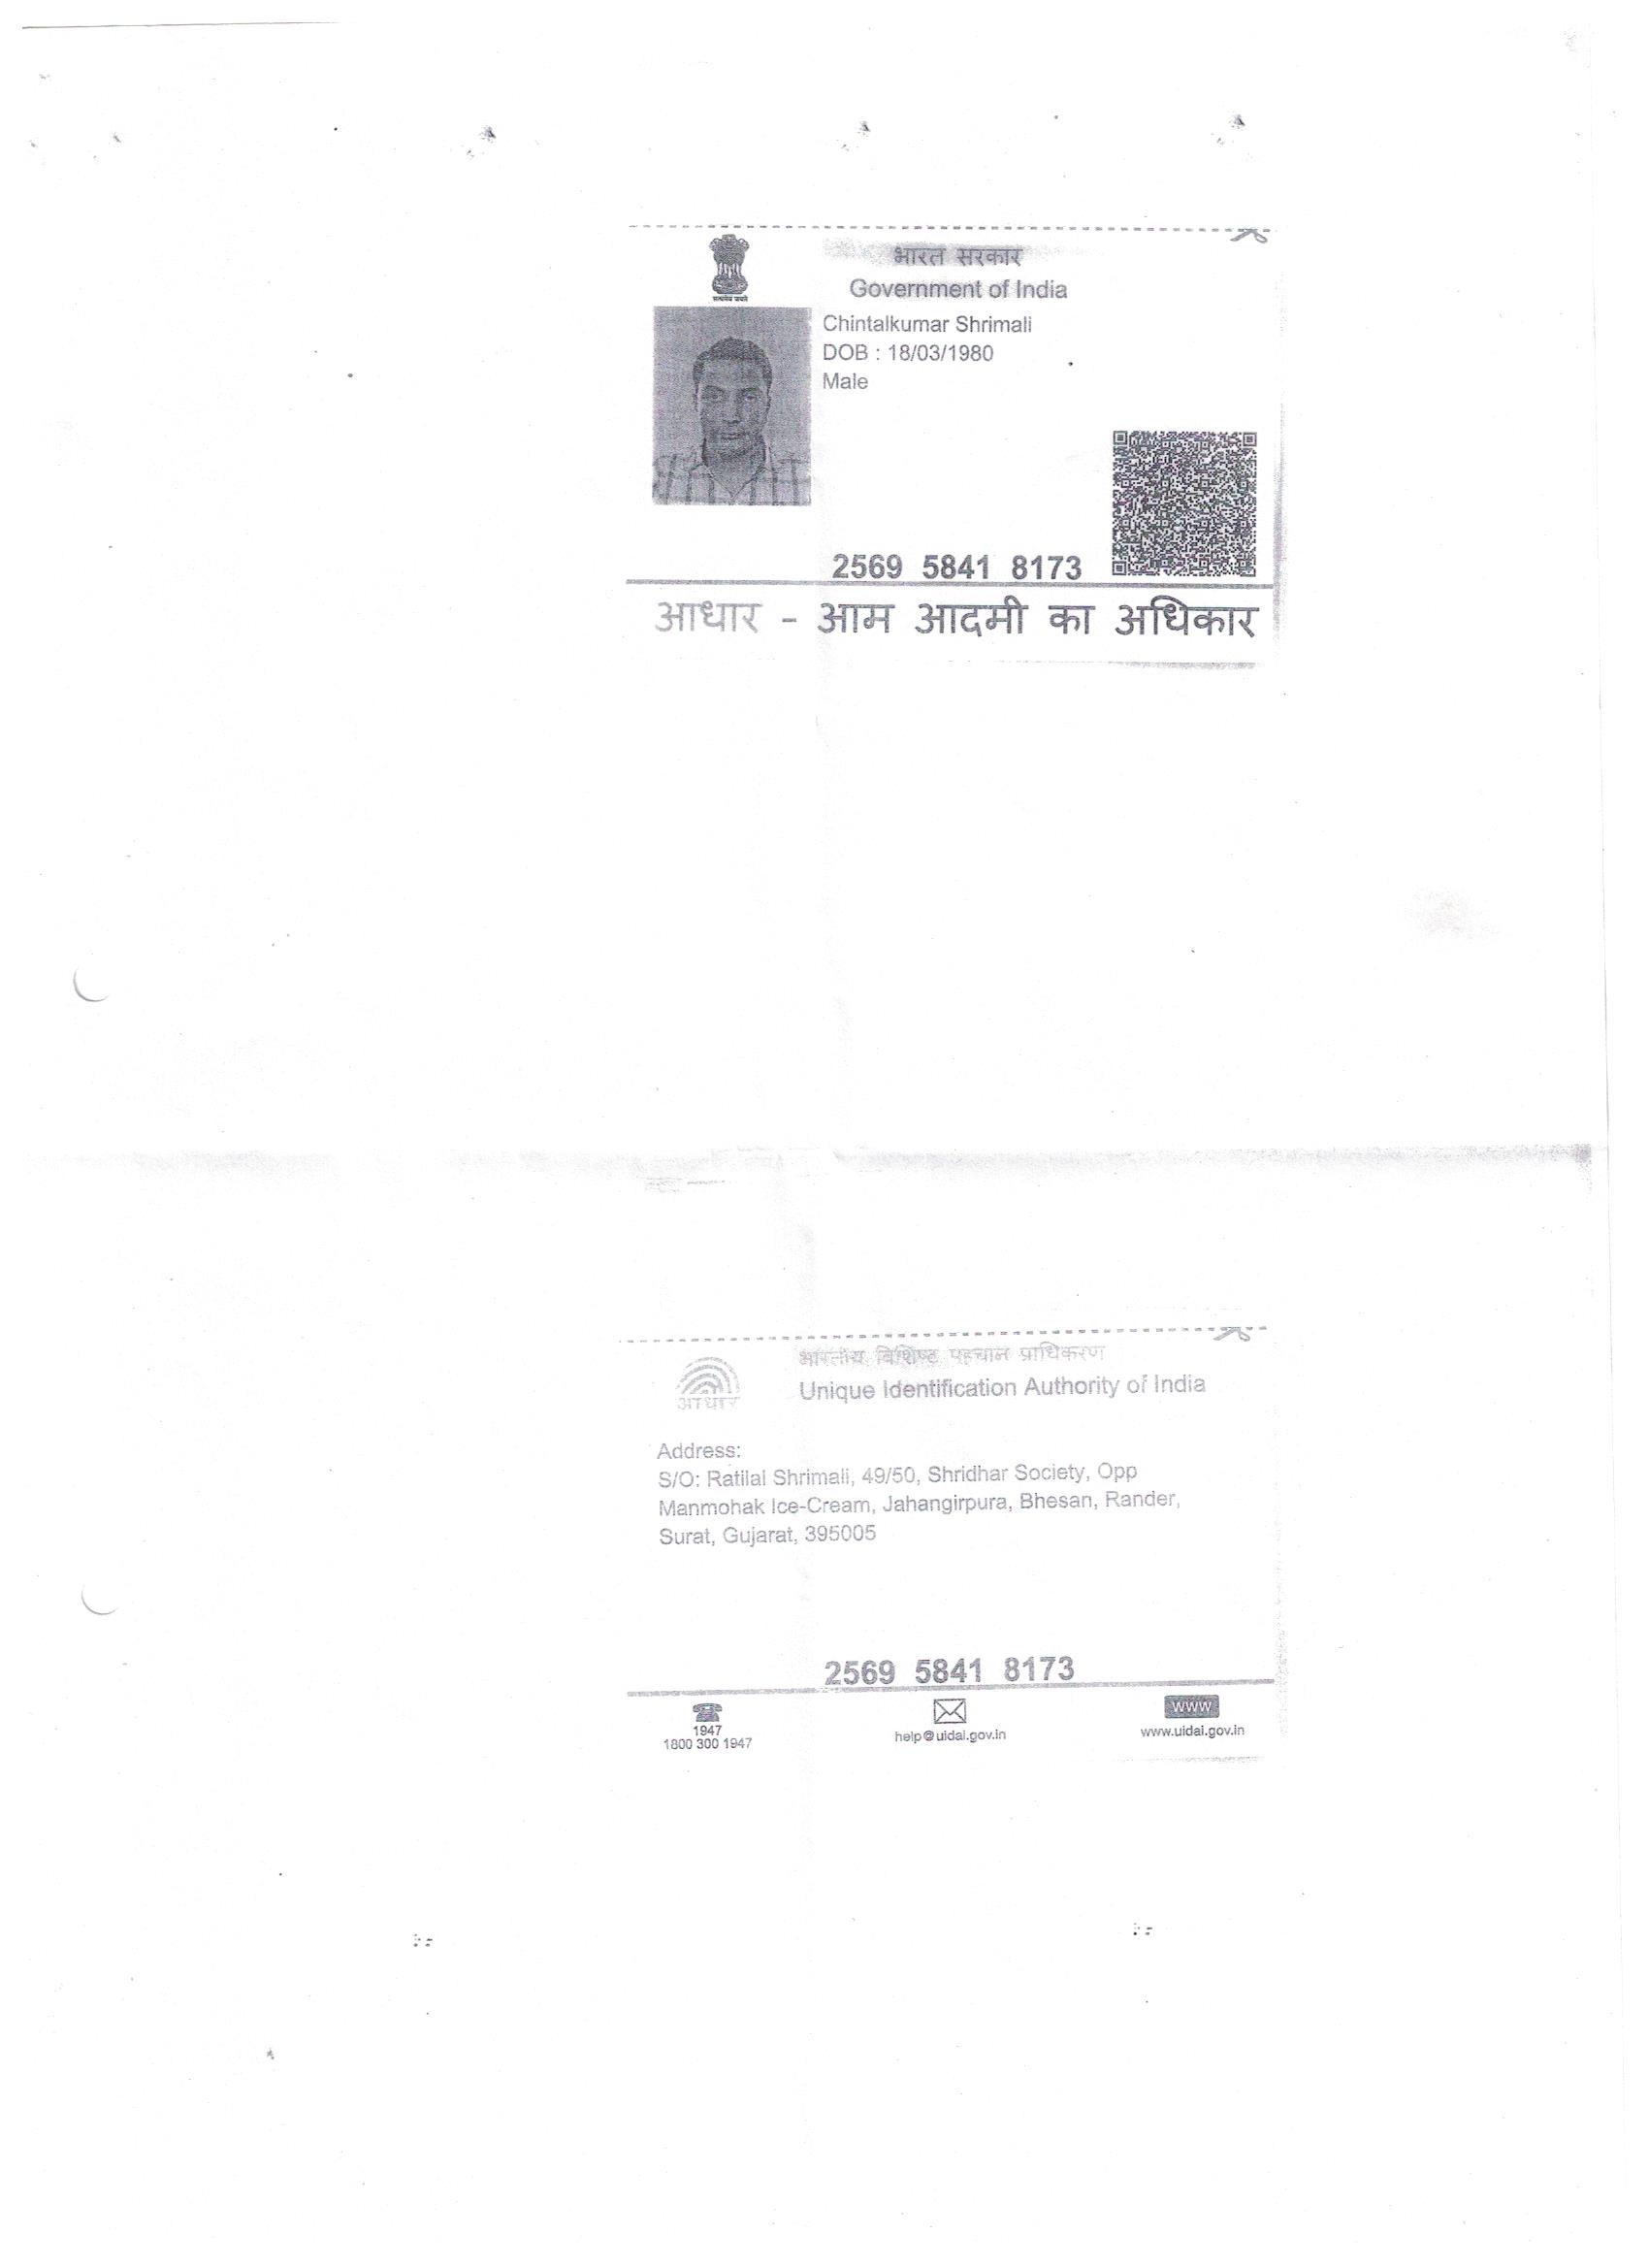 भारत सरकार
Government of India
सत्यमेव जयते
Chintalkumar Shrimali
DOB : 18/03/1980
Male
2569 5841 8173
आधार - आम आदमी का अधिकार
भारतीय विशिष्ट पहचान प्राधिकरण
Unique Identification Authority of India
आधार
Address:
S/O: Ratilal Shrimali, 49/50, Shridhar Society, Opp
Manmohak Ice-Cream, Jahangirpura, Bhesan, Rander,
Surat, Gujarat, 395005
2569 5841 8173
1947
1800 300 1947
help@uidai.gov.in
www
www.uidai.gov.in